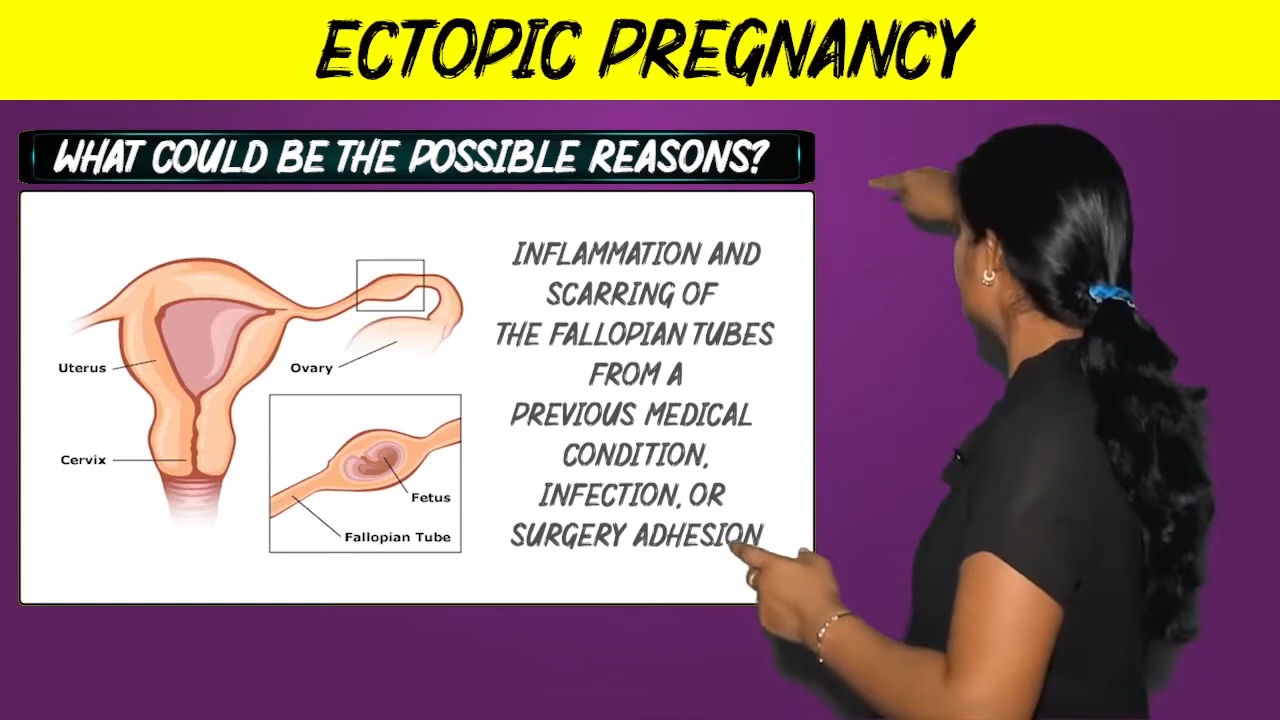 ECTOPIC PREGNANCY
WHAT COULD BE THE POSSIBLE REASONS?
INFLAMMATION AND
SCARRING OF
THE FALLOPIAN TUBES
FROM A
PREVIOUS MEDICAL
CONDITION,
INFECTION, OR
SURGERY ADHESION
Uterus
Ovary
Cervix
Fetus
Fallopian Tube